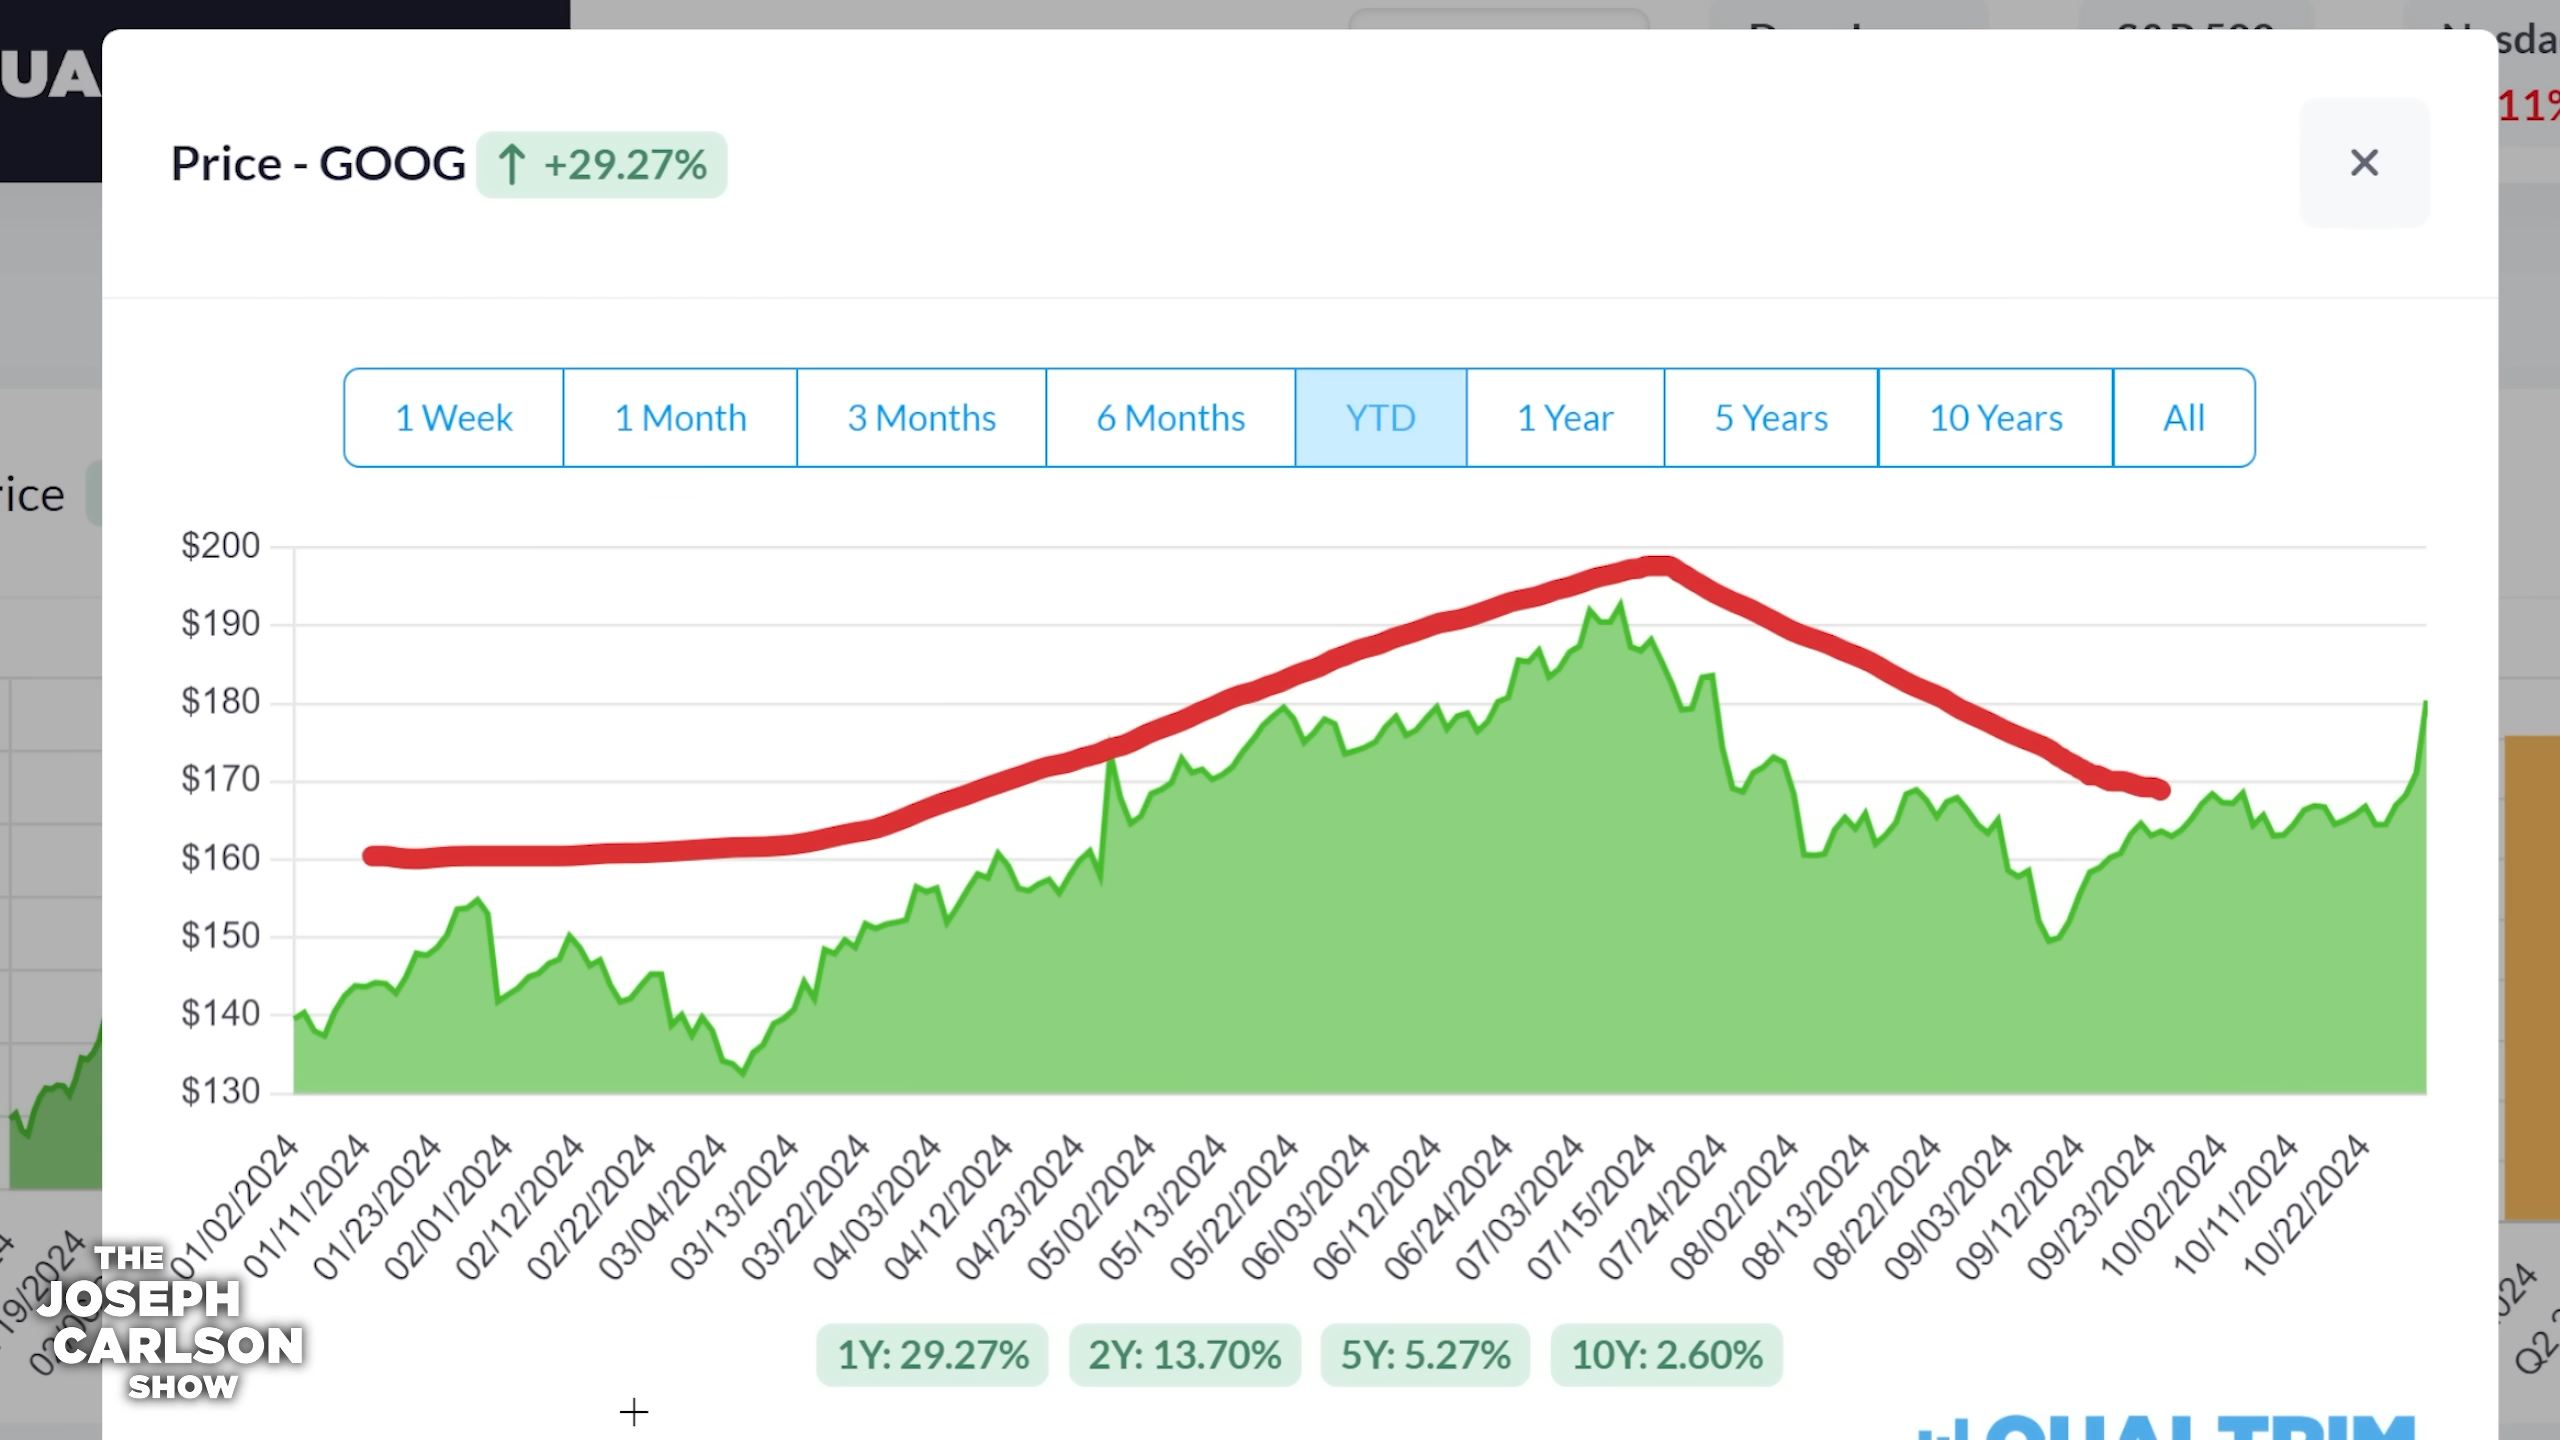 UA
11%
Price - GOOG ↑ +29.27%
×
1 Week 1 Month 3 Months 6 Months YTD 1 Year 5 Years 10 Years All
ice
$200
$190
$180
$170
$160
$150
$140
$130
01/02/2024 01/11/2024 01/23/2024 02/01/2024 02/12/2024 02/22/2024 03/04/2024 03/13/2024 03/22/2024 04/03/2024 04/12/2024 04/23/2024 05/02/2024 05/13/2024 05/22/2024 06/03/2024 06/12/2024 06/24/2024 07/03/2024 07/15/2024 07/24/2024 08/02/2024 08/13/2024 08/22/2024 09/03/2024 09/12/2024 09/23/2024 10/02/2024 10/11/2024 10/22/2024
THE
JOSEPH
CARLSON
SHOW
1Y: 29.27% 2Y: 13.70% 5Y: 5.27% 10Y: 2.60%
QUALTRIM